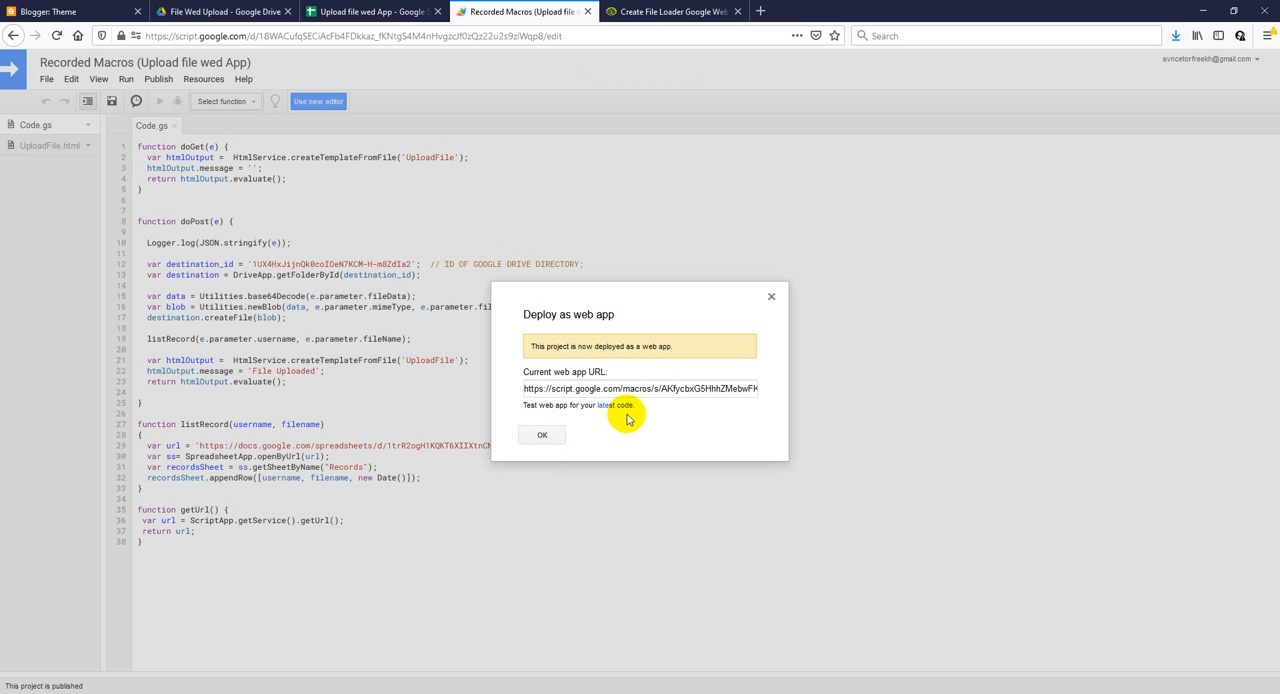 Blogger: Theme
File Wed Upload - Google Drive
Upload file wed App - Google S
Recorded Macros (Upload file
Create File Loader Google Web
https://script.google.com/d/18WACufqSECiAcFb4FDkkaz_fKNtgS4M4nHvgzcJf0zQz22u2s9ziWqp8/edit
Search
Recorded Macros (Upload file wed App)
svncetorfreekh@gmail.com
File Edit View Run Publish Resources Help
Select function
Use new editor
Code.gs
UploadFile.html
Code.gs
1 function doGet(e) {
2 var htmlOutput = HtmlService.createTemplateFromFile('UploadFile');
3 htmlOutput.message = '';
4 return htmlOutput.evaluate();
5 }
6
7
8 function doPost(e) {
9
10 Logger.log(JSON.stringify(e));
11
12 var destination_id = '1UX4HxJijnQk0coIOeN7KCM-H-m8ZdIa2'; // ID OF GOOGLE DRIVE DIRECTORY;
13 var destination = DriveApp.getFolderById(destination_id);
14
15 var data = Utilities.base64Decode(e.parameter.fileData);
16 var blob = Utilities.newBlob(data, e.parameter.mimeType, e.parameter.fil
17 destination.createFile(blob);
18
19 listRecord(e.parameter.username, e.parameter.fileName);
20
21 var htmlOutput = HtmlService.createTemplateFromFile('UploadFile');
22 htmlOutput.message = 'File Uploaded';
23 return htmlOutput.evaluate();
24
25 }
26
27 function listRecord(username, filename)
28 {
29 var url = 'https://docs.google.com/spreadsheets/d/1trR2ogH1KQKT6XIIXtnCN
30 var ss= SpreadsheetApp.openByUrl(url);
31 var recordsSheet = ss.getSheetByName("Records");
32 recordsSheet.appendRow([username, filename, new Date()]);
33 }
34
35 function getUrl() {
36 var url = ScriptApp.getService().getUrl();
37 return url;
38 }
Deploy as web app
This project is now deployed as a web app.
Current web app URL:
https://script.google.com/macros/s/AKfycbxG5HhhZMebwFK
Test web app for your latest code.
OK
This project is published